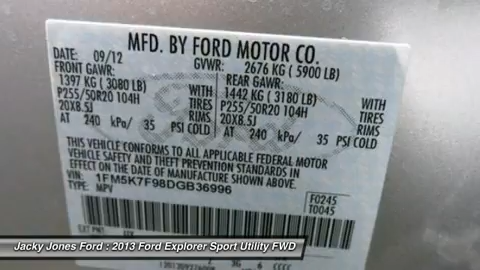 MFD. BY FORD MOTOR CO.
DATE: 09/12 GVWR: 2676 KG ( 5900 LB)
FRONT GAWR: REAR GAWR:
1397 KG ( 3080 LB) WITH 1442 KG ( 3180 LB) WITH
P255/50R20 104H TIRES P255/50R20 104H TIRES
20X8.5J RIMS 20X8.5J RIMS
AT 240 kPa/ 35 PSI COLD AT 240 kPa/ 35 PSI COLD
THIS VEHICLE CONFORMS TO ALL APPLICABLE FEDERAL MOTOR
VEHICLE SAFETY AND THEFT PREVENTION STANDARDS IN
EFFECT ON THE DATE OF MANUFACTURE SHOWN ABOVE.
VIN: 1FM5K7F98DGB36996
TYPE: MPV
F0245
T0045
Jacky Jones Ford : 2013 Ford Explorer Sport Utility FWD